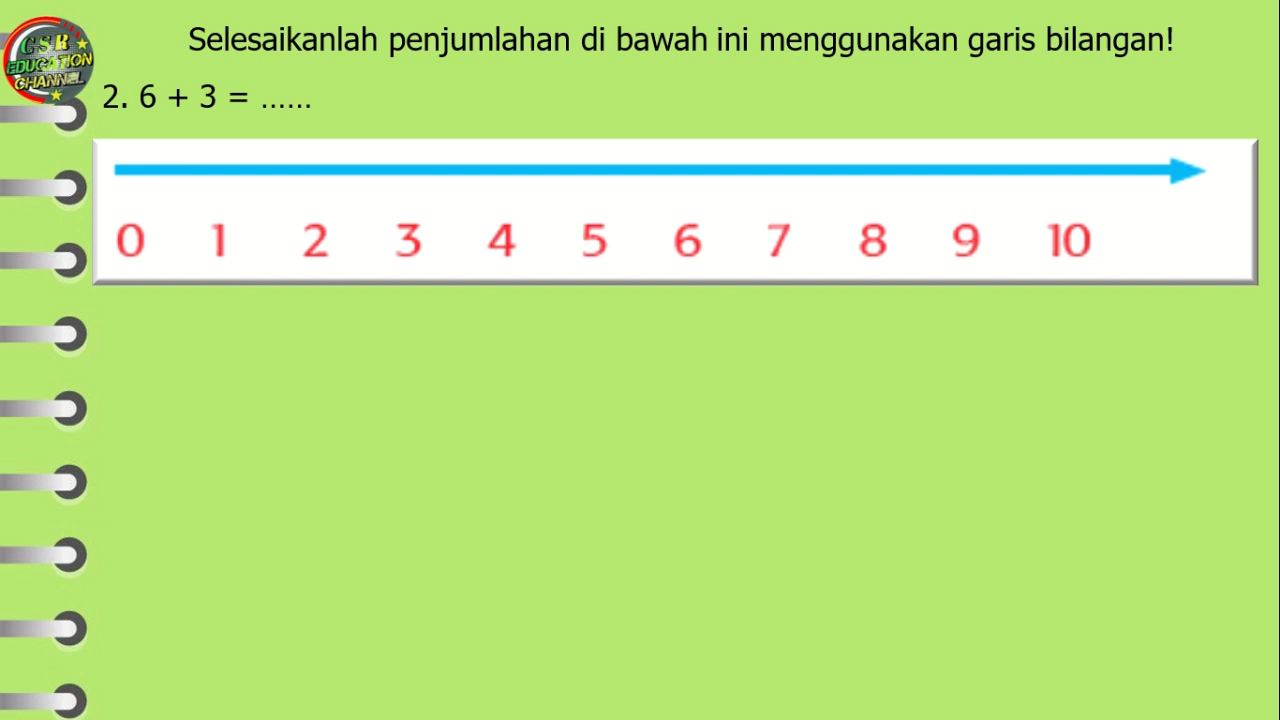 GSR
EDUCATION
CHANNEL
Selesaikanlah penjumlahan di bawah ini menggunakan garis bilangan!
2. 6 + 3 = ......
0 1 2 3 4 5 6 7 8 9 10